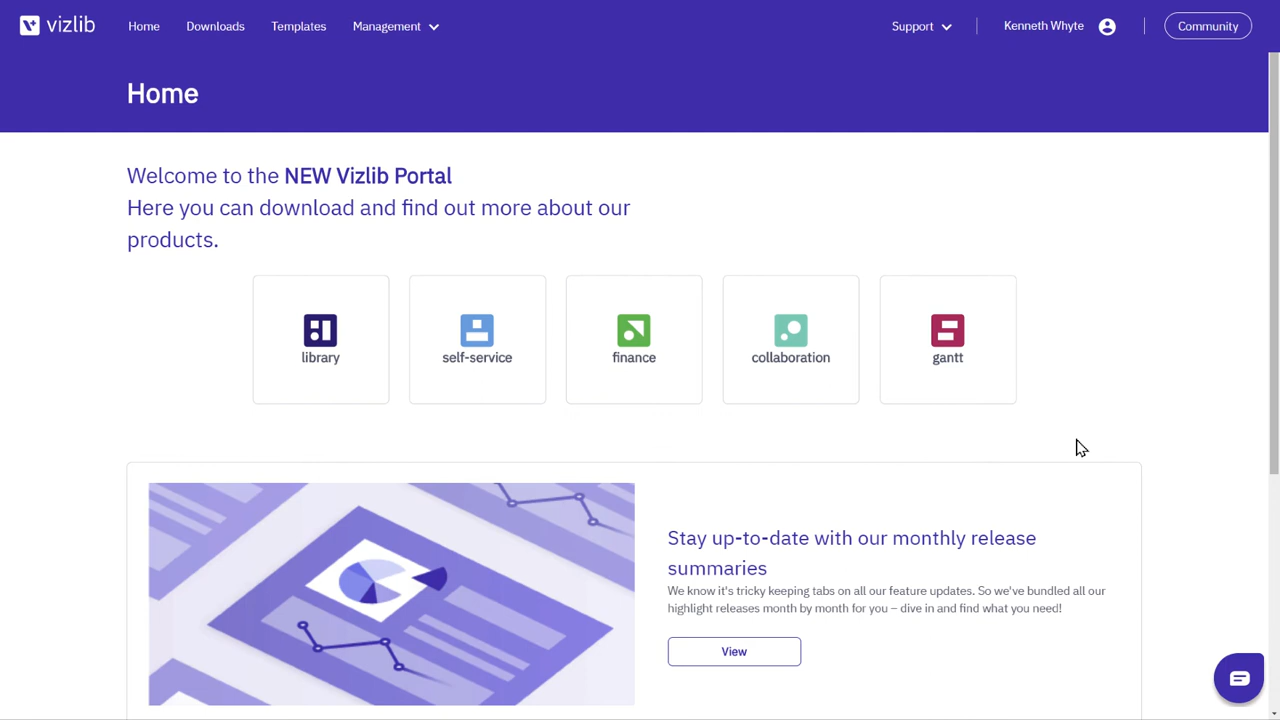 vizlib Home Downloads Templates Management Support Kenneth Whyte Community
Home
Welcome to the NEW Vizlib Portal
Here you can download and find out more about our
products.
library self-service finance collaboration gantt
Stay up-to-date with our monthly release
summaries
We know it's tricky keeping tabs on all our feature updates. So we've bundled all our
highlight releases month by month for you – dive in and find what you need!
View